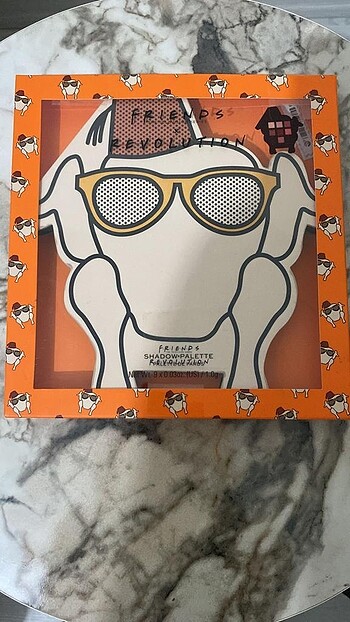 FRIENDS
REVOLUTION
FRIENDS
SHADOW PALETTE
REVOLUTION